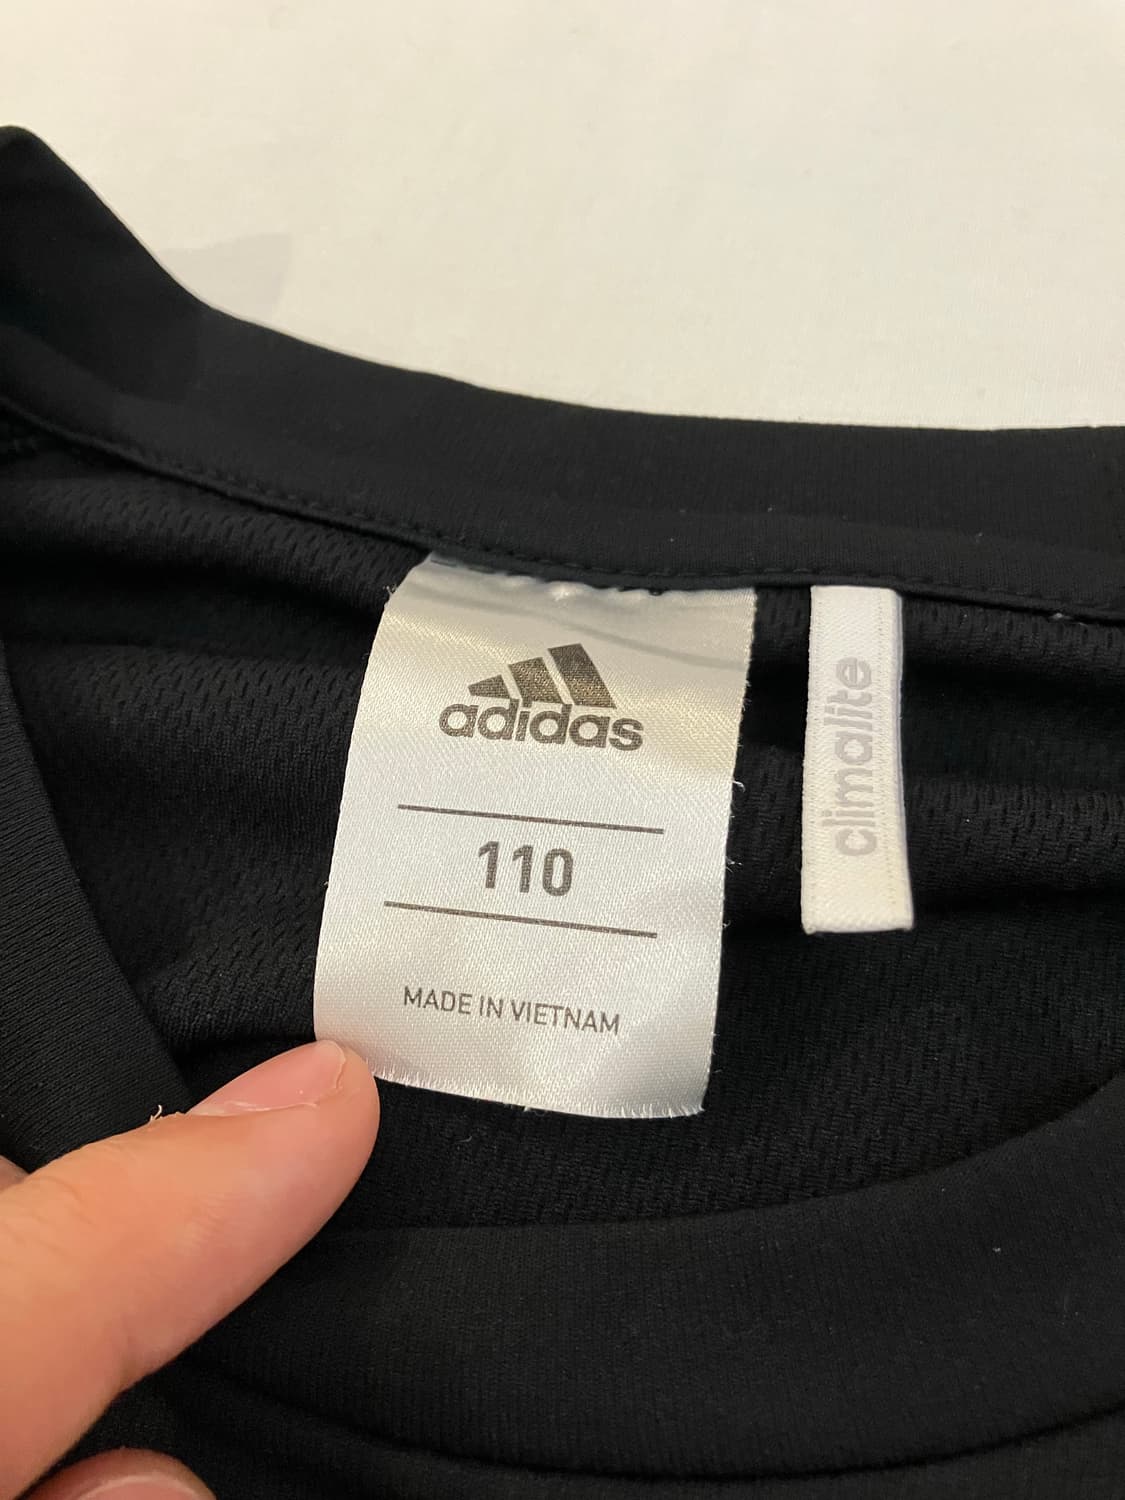 adidas
110
MADE IN VIETNAM
climalite